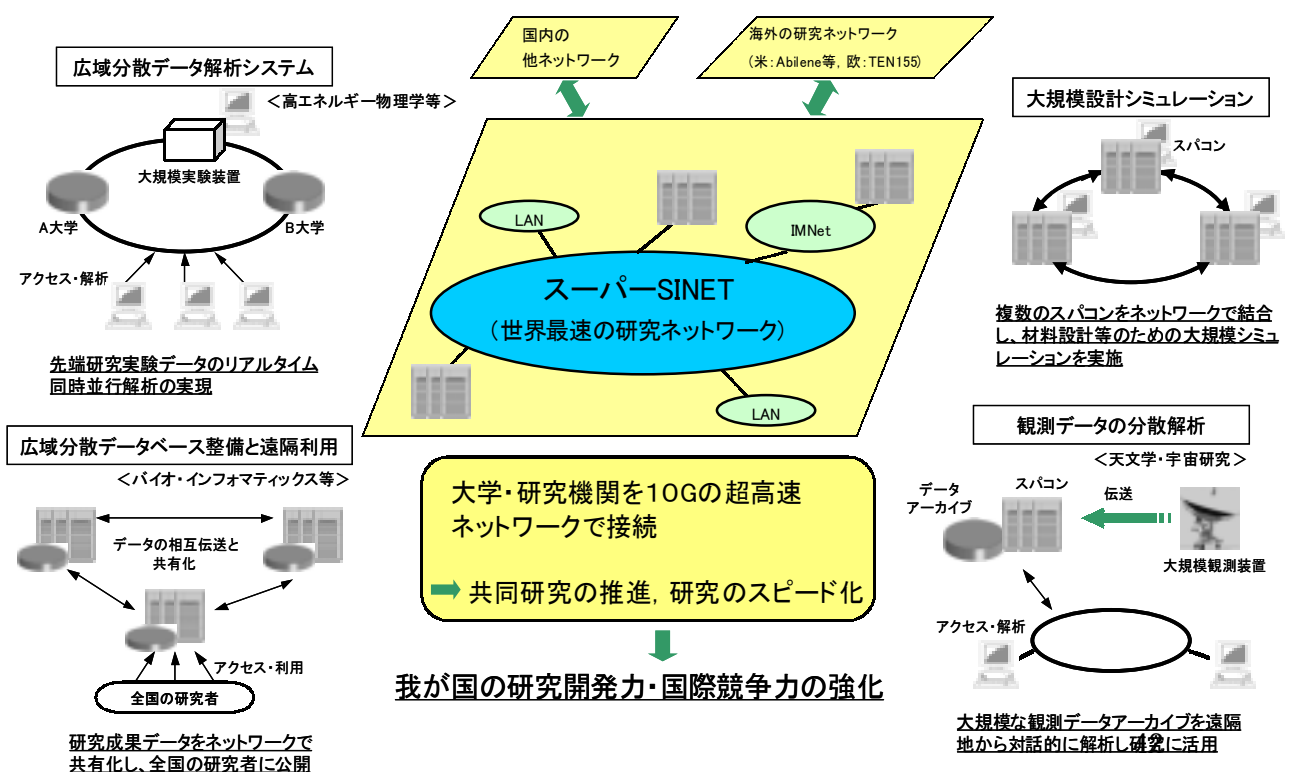 国内の
他ネットワーク
海外の研究ネットワーク
(米：Abilene等，欧：TEN155)
広域分散データ解析システム
＜高エネルギー物理学等＞
大規模実験装置
A大学
B大学
アクセス・解析
先端研究実験データのリアルタイム
同時並行解析の実現
LAN
IMNet
スーパーSINET
（世界最速の研究ネットワーク）
LAN
大規模設計シミュレーション
スパコン
複数のスパコンをネットワークで結合
し、材料設計等のための大規模シミュ
レーションを実施
広域分散データベース整備と遠隔利用
＜バイオ・インフォマティックス等＞
データの相互伝送と
共有化
アクセス・利用
全国の研究者
研究成果データをネットワークで
共有化し、全国の研究者に公開
大学・研究機関を10Gの超高速
ネットワークで接続
共同研究の推進，研究のスピード化
我が国の研究開発力・国際競争力の強化
観測データの分散解析
＜天文学・宇宙研究＞
データ
アーカイブ
スパコン
伝送
大規模観測装置
アクセス・解析
大規模な観測データアーカイブを遠隔
地から対話的に解析し研究に活用
42